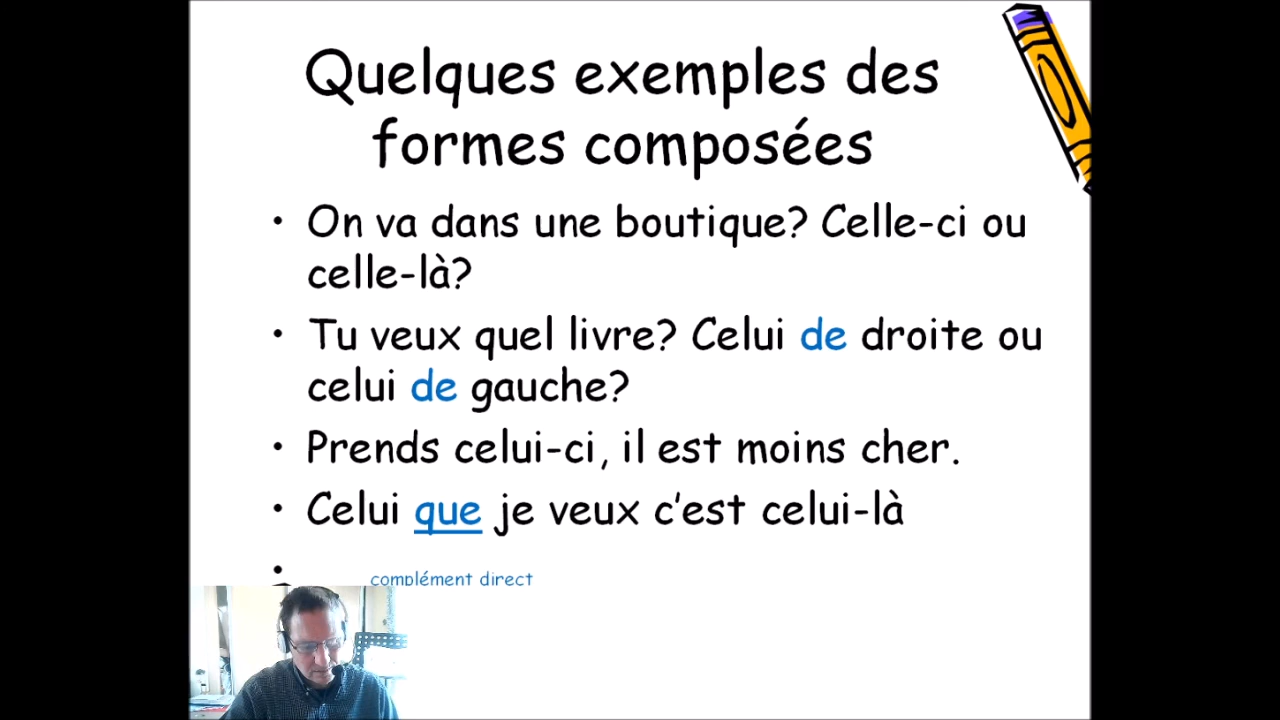 Quelques exemples des
formes composées
• On va dans une boutique? Celle-ci ou
celle-là?
• Tu veux quel livre? Celui de droite ou
celui de gauche?
• Prends celui-ci, il est moins cher.
• Celui que je veux c’est celui-là
•
complément direct